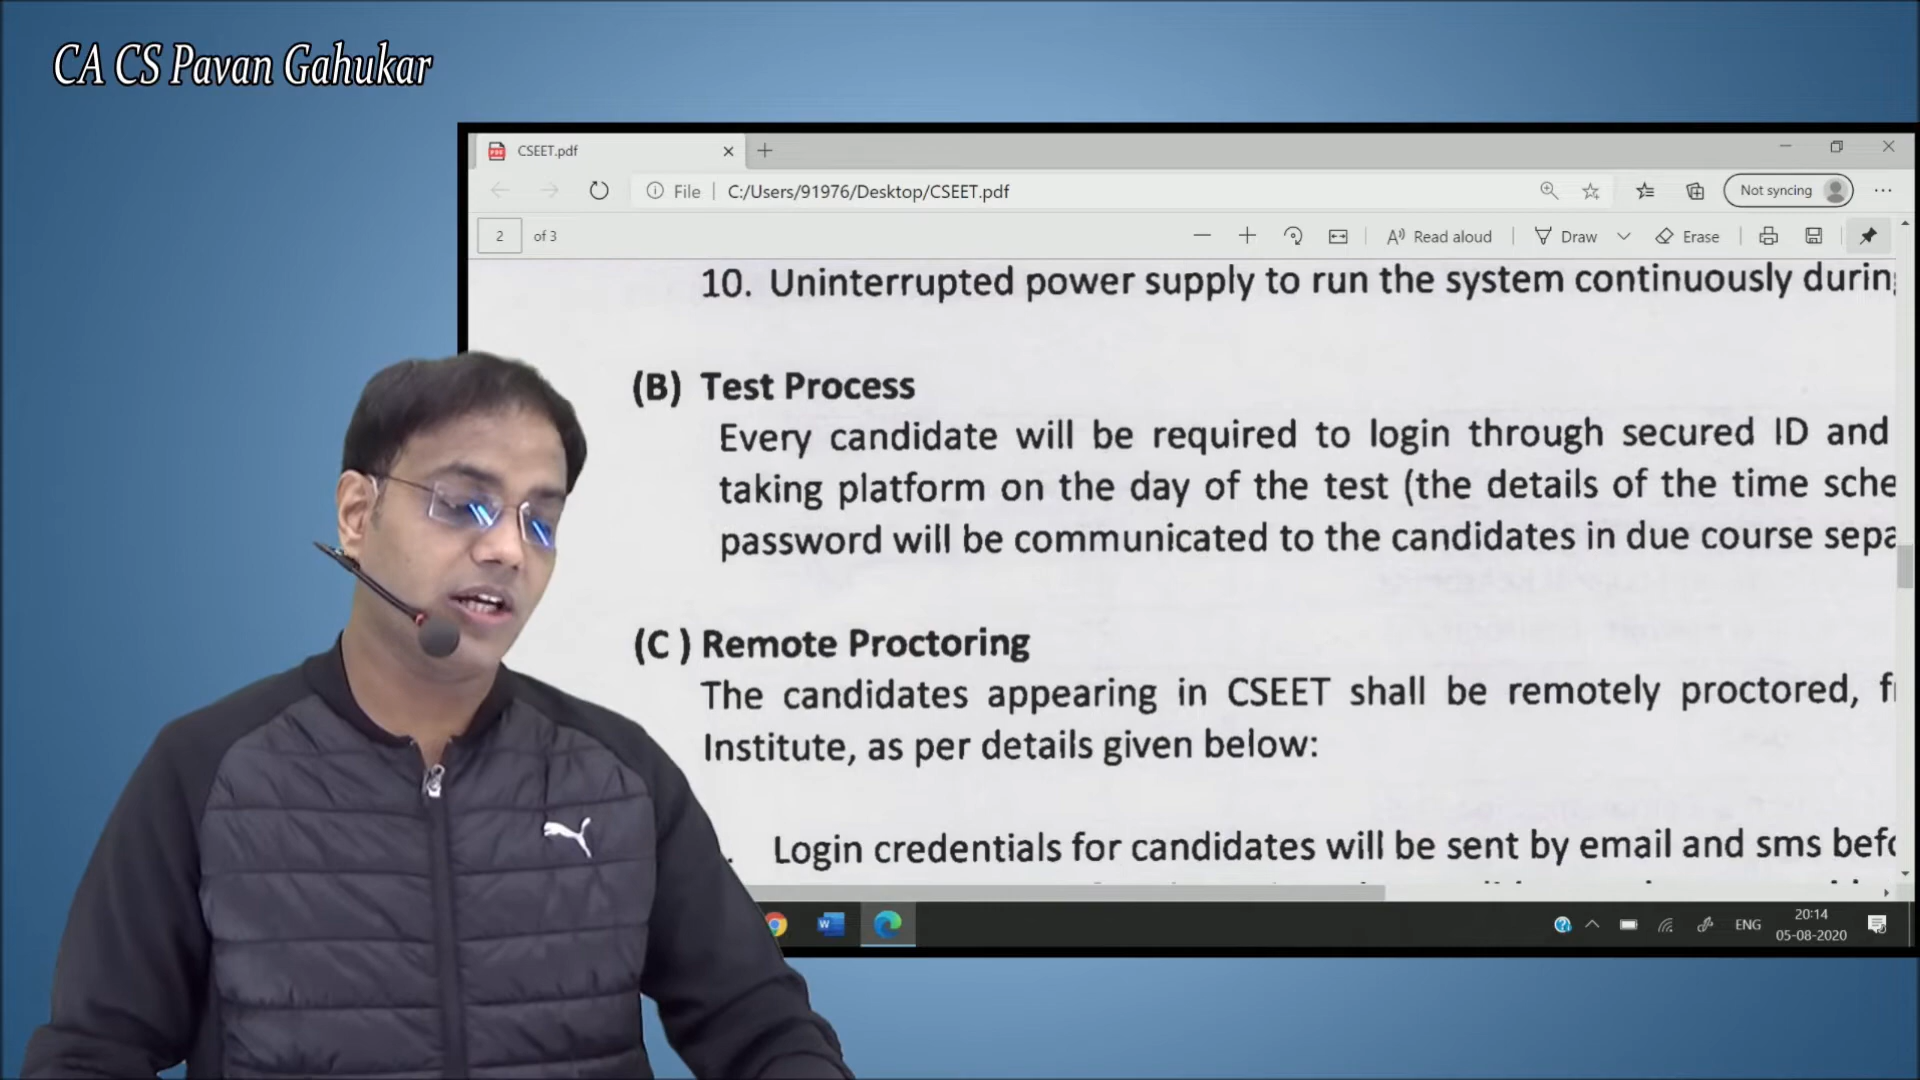 CA CS Pavan Gahukar
CSEET.pdf
File
C:/Users/91976/Desktop/CSEET.pdf
Not syncing
2 of 3
Read aloud
Draw
Erase
10. Uninterrupted power supply to run the system continuously
(B) Test Process
Every candidate will be required to login through secured ID and
taking platform on the day of the test (the details of the time sche
password will be communicated to the candidates in due course sepa
(C ) Remote Proctoring
The candidates appearing in CSEET shall be remotely proctored,
Institute, as per details given below:
Login credentials for candidates will be sent by email and sms
ENG
20:14
05-08-2020